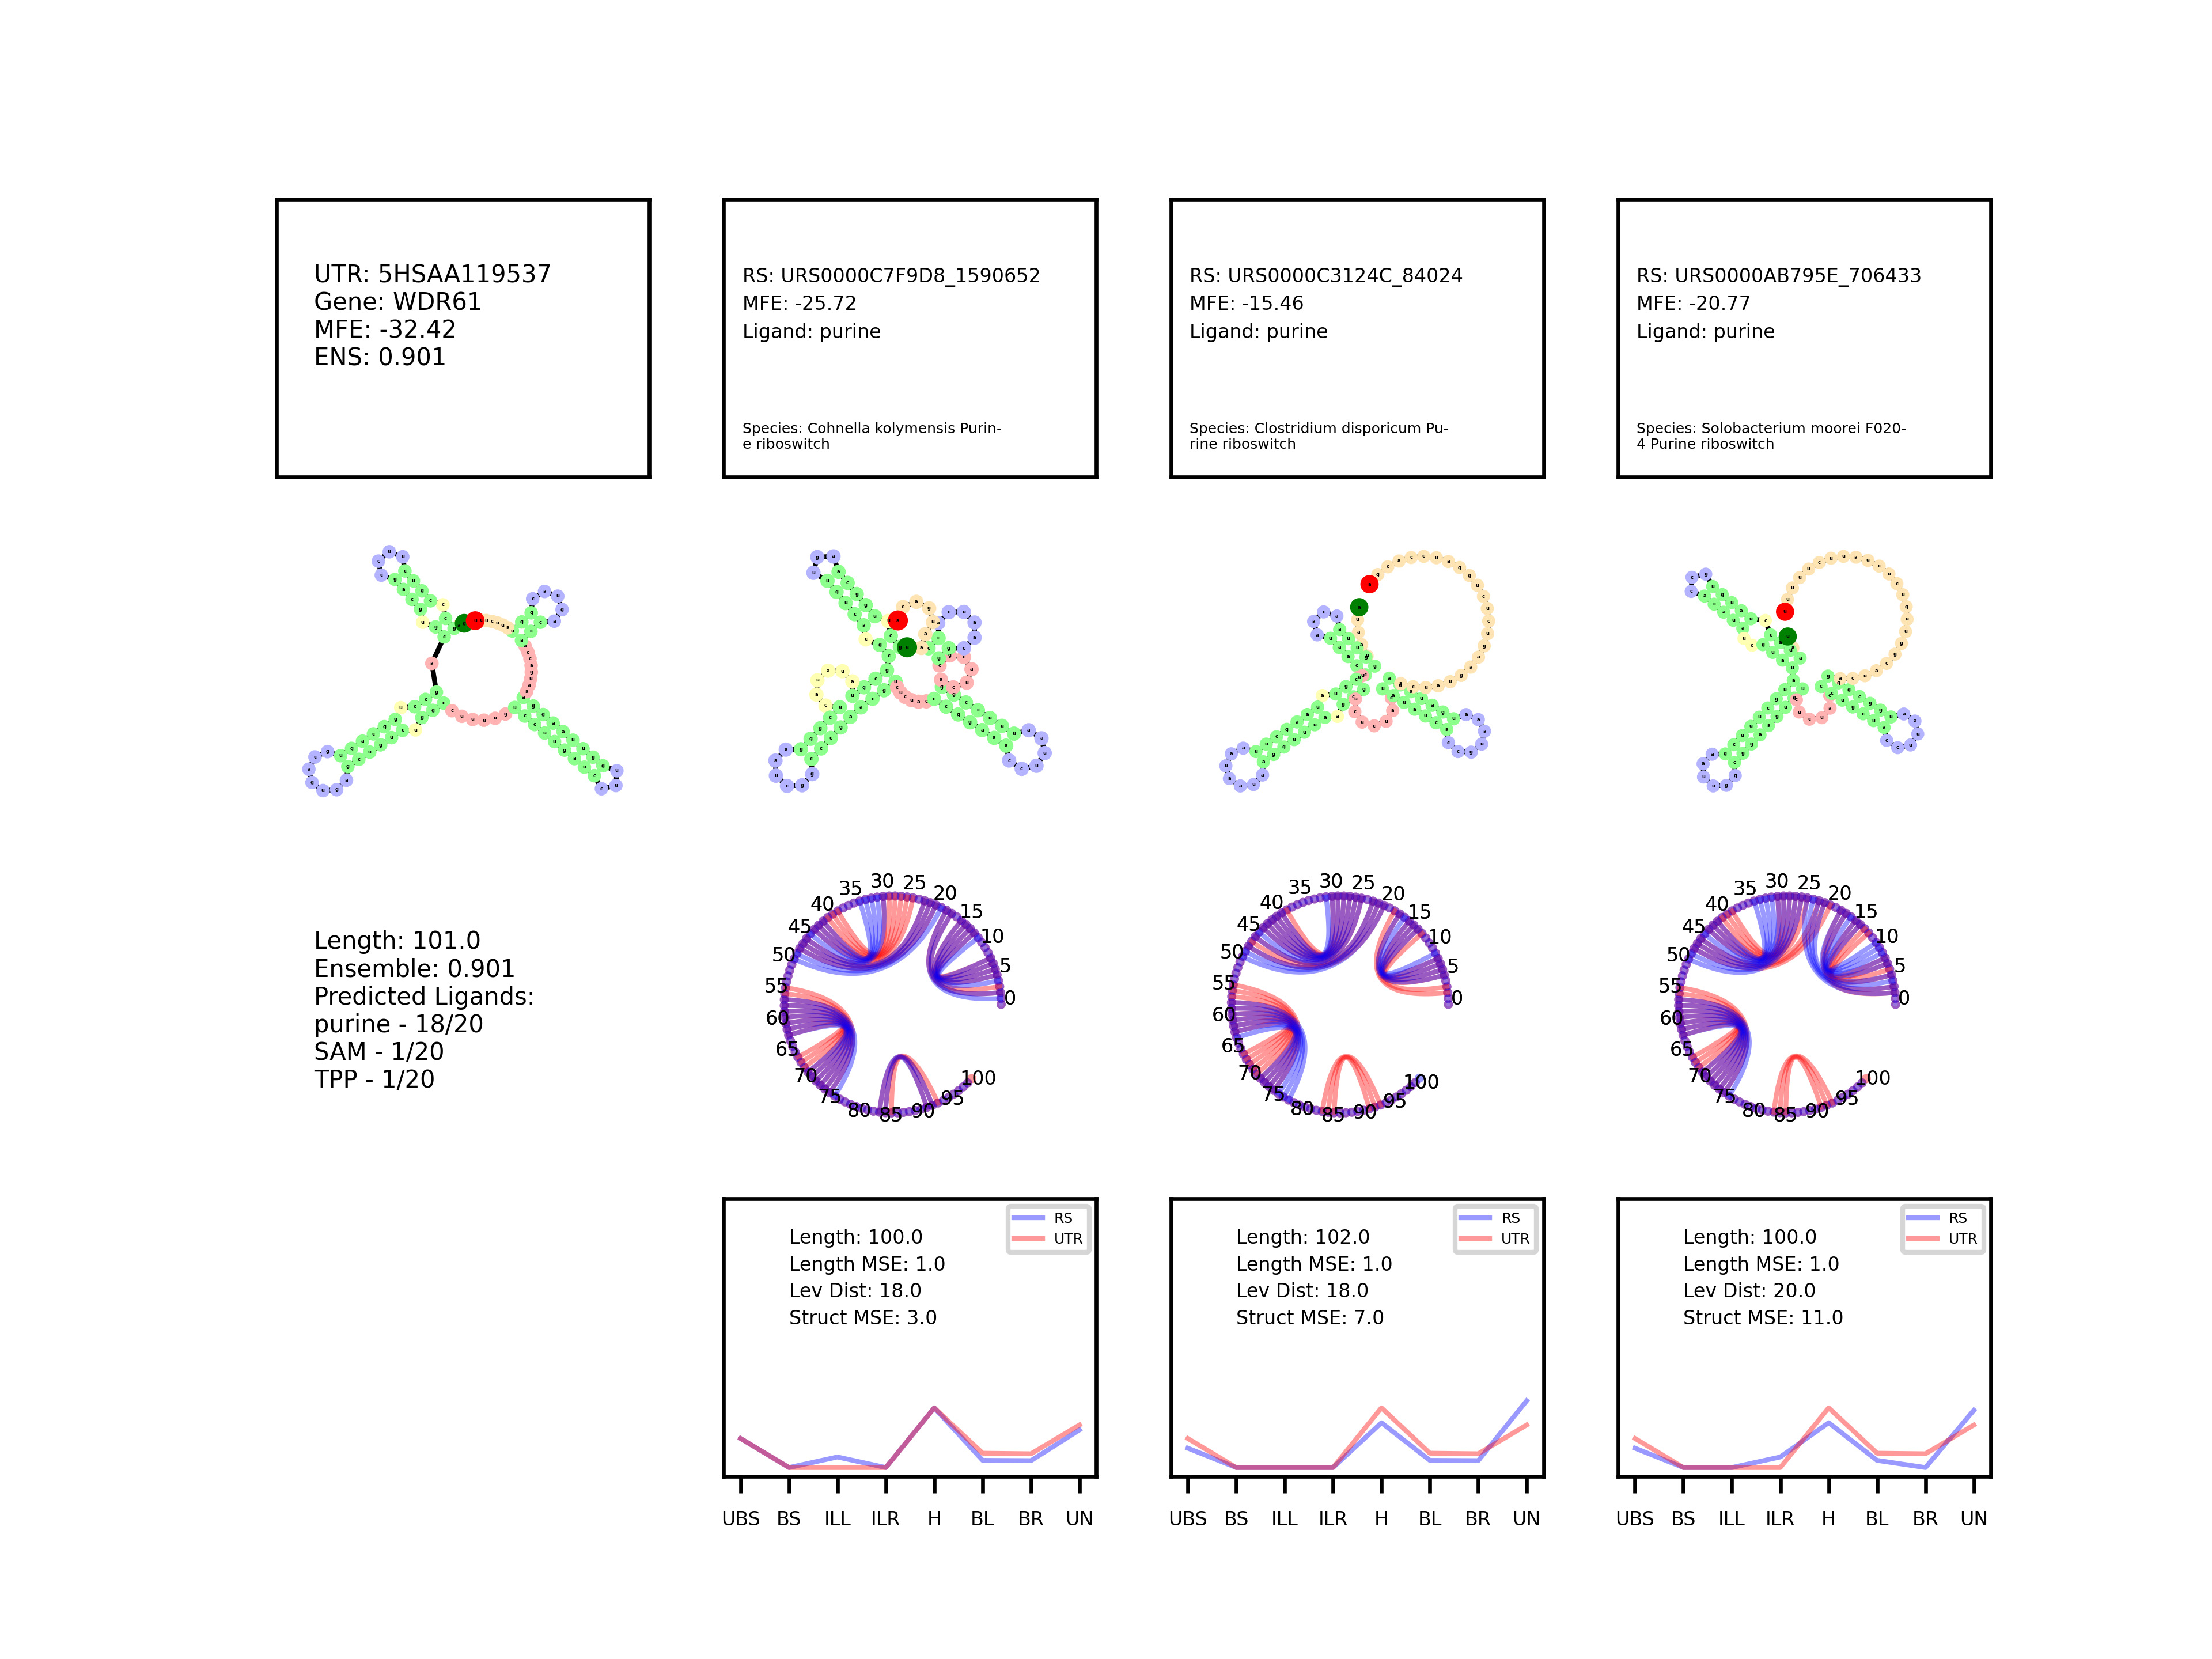 UTR: 5HSAA119537
Gene: WDR61
MFE: -32.42
ENS: 0.901
RS: URS0000C7F9D8_1590652
MFE: -25.72
Ligand: purine
Species: Cohnella kolymensis Purin-
e riboswitch
RS: URS0000C3124C_84024
MFE: -15.46
Ligand: purine
Species: Clostridium disporicum Pu-
rine riboswitch
RS: URS0000AB795E_706433
MFE: -20.77
Ligand: purine
Species: Solobacterium moorei F020-
4 Purine riboswitch
Length: 101.0
Ensemble: 0.901
Predicted Ligands:
purine - 18/20
SAM - 1/20
TPP - 1/20
0 5 10 15 20 25 30 35 40 45 50 55 60 65 70 75 80 85 90 95 100
0 5 10 15 20 25 30 35 40 45 50 55 60 65 70 75 80 85 90 95 100
0 5 10 15 20 25 30 35 40 45 50 55 60 65 70 75 80 85 90 95 100
RS
UTR
Length: 100.0
Length MSE: 1.0
Lev Dist: 18.0
Struct MSE: 3.0
UBS BS ILL ILR H BL BR UN
RS
UTR
Length: 102.0
Length MSE: 1.0
Lev Dist: 18.0
Struct MSE: 7.0
UBS BS ILL ILR H BL BR UN
RS
UTR
Length: 100.0
Length MSE: 1.0
Lev Dist: 20.0
Struct MSE: 11.0
UBS BS ILL ILR H BL BR UN